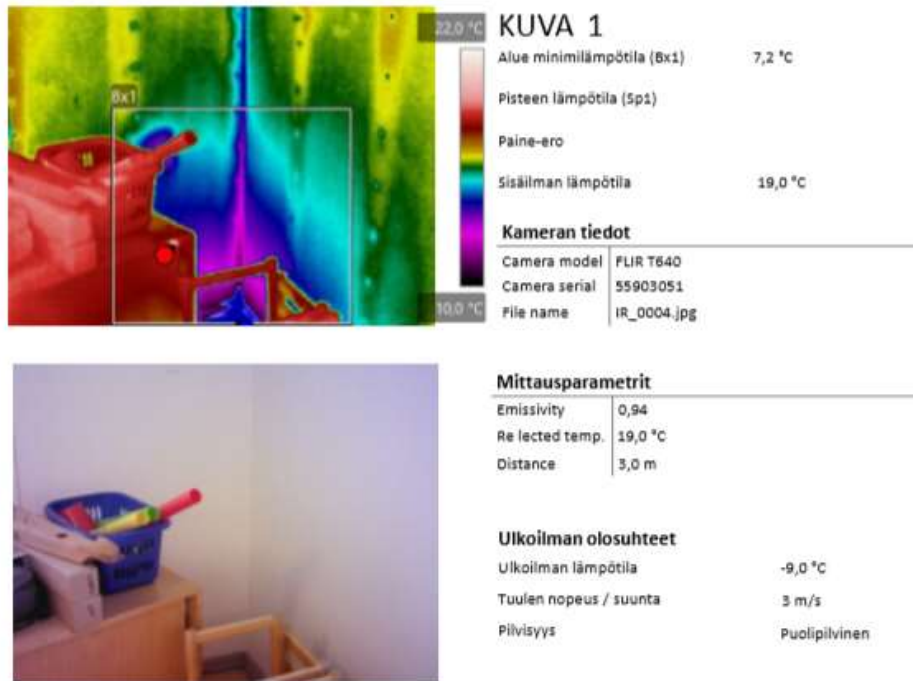 Bx1
22,0 °C
10,0 °C
KUVA 1
Alue minimilämpötila (Bx1) 7,2 °C
Pisteen lämpötila (Sp1)
Paine-ero
Sisäilman lämpötila 19,0 °C
Kameran tiedot
Camera model FLIR T640
Camera serial 55903051
File name IR_0004.jpg
Mittausparametrit
Emissivity 0,94
Re lected temp. 19,0 °C
Distance 3,0 m
Ulkoilman olosuhteet
Ulkoilman lämpötila -9,0 °C
Tuulen nopeus / suunta 3 m/s
Pilvisyys Puolipilvinen